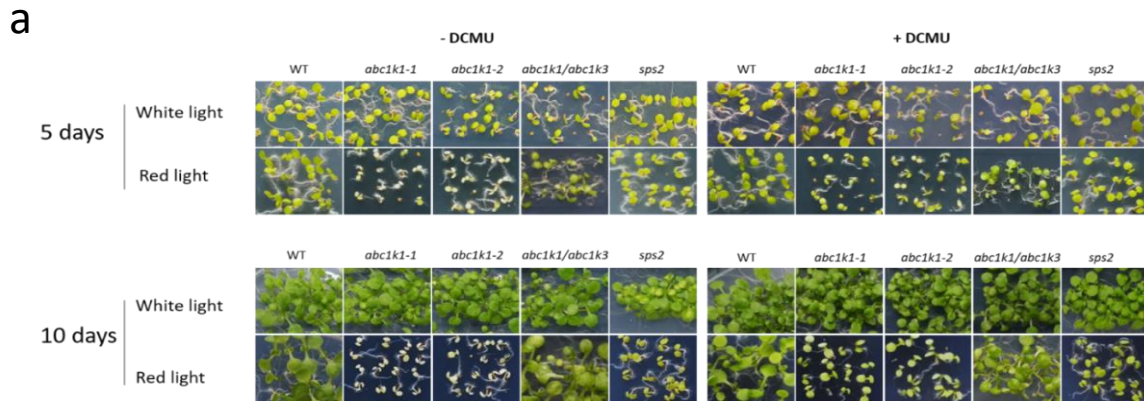 a
- DCMU
+ DCMU
WT abc1k1-1 abc1k1-2 abc1k1/abc1k3 sps2 WT abc1k1-1 abc1k1-2 abc1k1/abc1k3 sps2
5 days
White light
Red light
WT abc1k1-1 abc1k1-2 abc1k1/abc1k3 sps2 WT abc1k1-1 abc1k1-2 abc1k1/abc1k3 sps2
10 days
White light
Red light